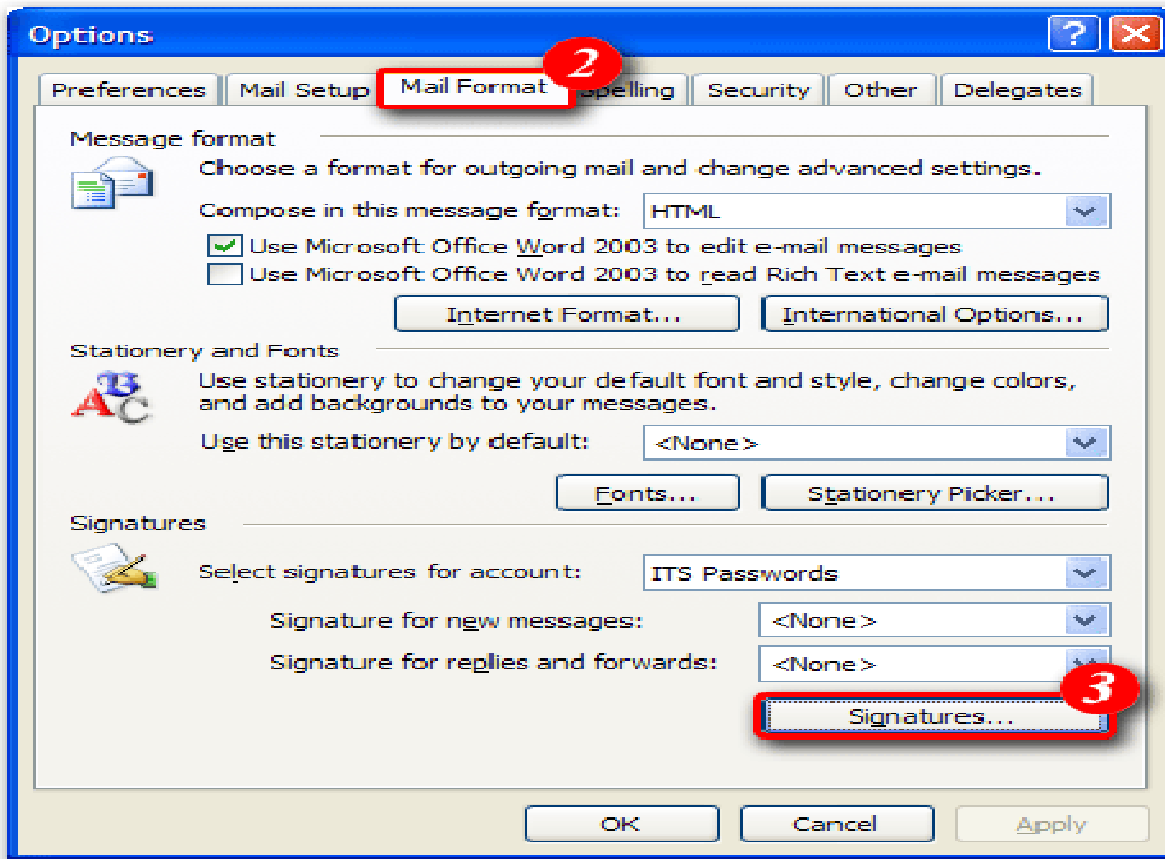 Options
2
Preferences Mail Setup Mail Format Spelling Security Other Delegates
Message format
Choose a format for outgoing mail and change advanced settings.
Compose in this message format: HTML
Use Microsoft Office Word 2003 to edit e-mail messages
Use Microsoft Office Word 2003 to read Rich Text e-mail messages
Internet Format... International Options...
Stationery and Fonts
Use stationery to change your default font and style, change colors,
and add backgrounds to your messages.
Use this stationery by default: <None>
Fonts... Stationery Picker...
Signatures
Select signatures for account: ITS Passwords
Signature for new messages: <None>
Signature for replies and forwards: <None>
3
Signatures...
OK Cancel Apply